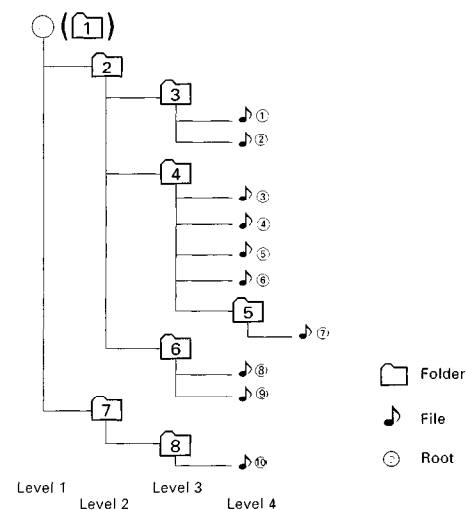 (1)
2
3
①
②
4
③
④
⑤
⑥
5
⑦
6
⑧
⑨
7
8
⑩
Folder
File
Root
Level 1
Level 2
Level 3
Level 4